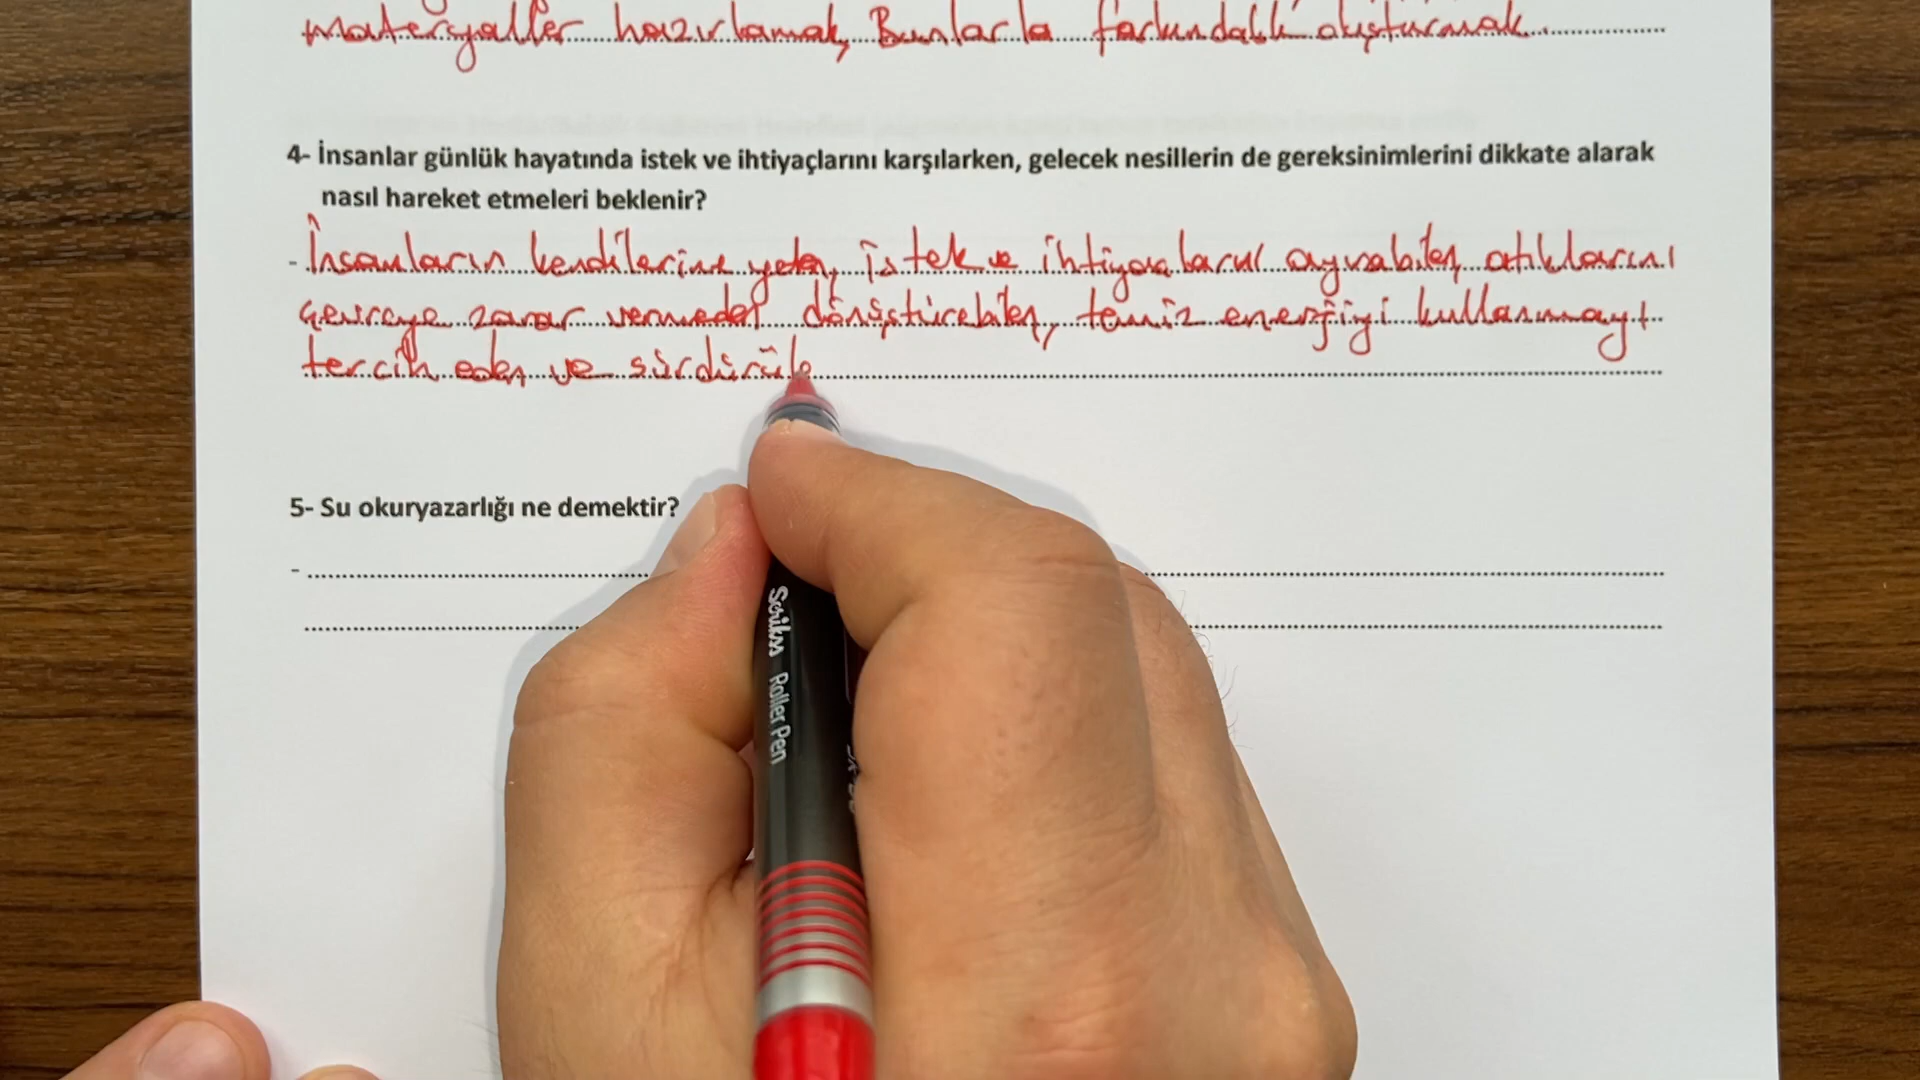 materyaller hazırlamak, Bunlarla farkındalık oluşturmak.
4- İnsanlar günlük hayatında istek ve ihtiyaçlarını karşılarken, gelecek nesillerin de gereksinimlerini dikkate alarak
nasıl hareket etmeleri beklenir?
- İnsanların kendilerine yeten, istek ve ihtiyaçlarını ayırabilen, atıklarını
çevreye zarar vermeden dönüştürebilen, temiz enerjiyi kullanmayı
tercih eden ve sürdürüle
5- Su okuryazarlığı ne demektir?
-
Scrikss Roller Pen